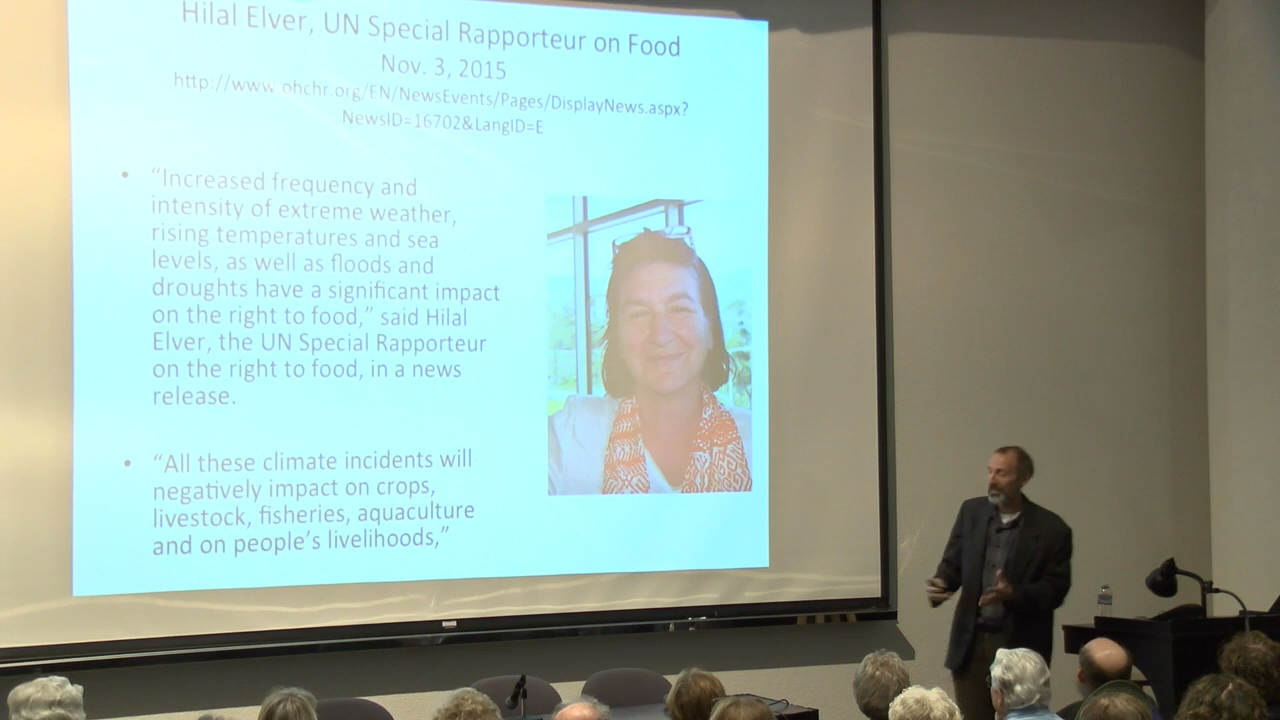 Hilal Elver, UN Special Rapporteur on Food
Nov. 3, 2015
http://www.ohchr.org/EN/NewsEvents/Pages/DisplayNews.aspx?
NewsID=16702&LangID=E
• “Increased frequency and
intensity of extreme weather,
rising temperatures and sea
levels, as well as floods and
droughts have a significant impact
on the right to food,” said Hilal
Elver, the UN Special Rapporteur
on the right to food, in a news
release.
• “All these climate incidents will
negatively impact on crops,
livestock, fisheries, aquaculture
and on people’s livelihoods,”